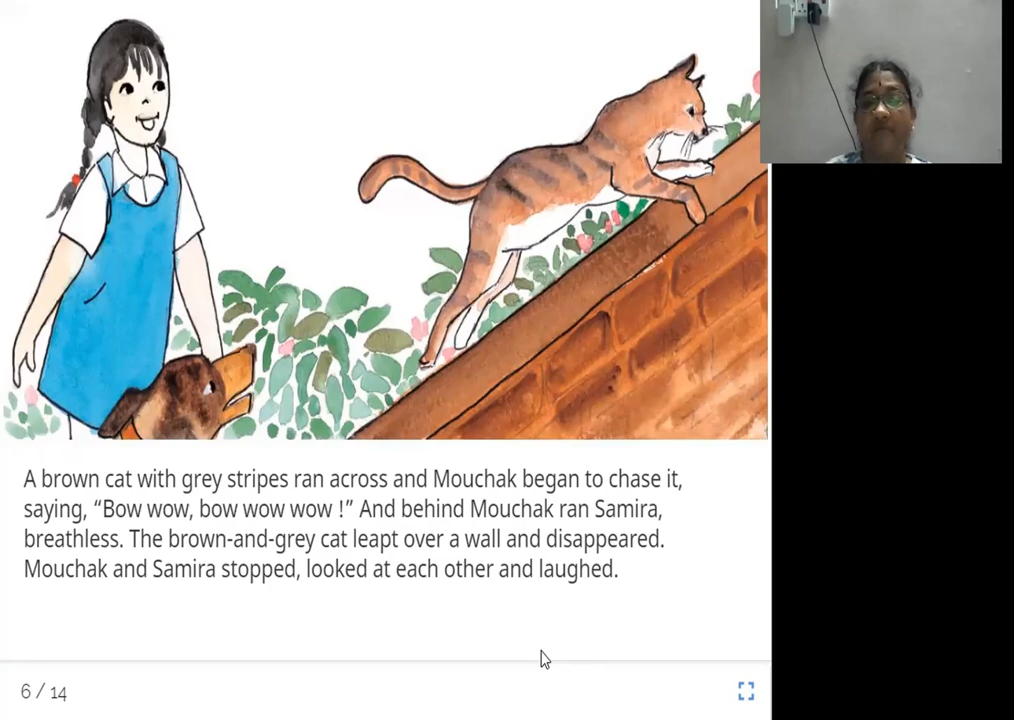 A brown cat with grey stripes ran across and Mouchak began to chase it,
saying, “Bow wow, bow wow wow !” And behind Mouchak ran Samira,
breathless. The brown-and-grey cat leapt over a wall and disappeared.
Mouchak and Samira stopped, looked at each other and laughed.
6 / 14